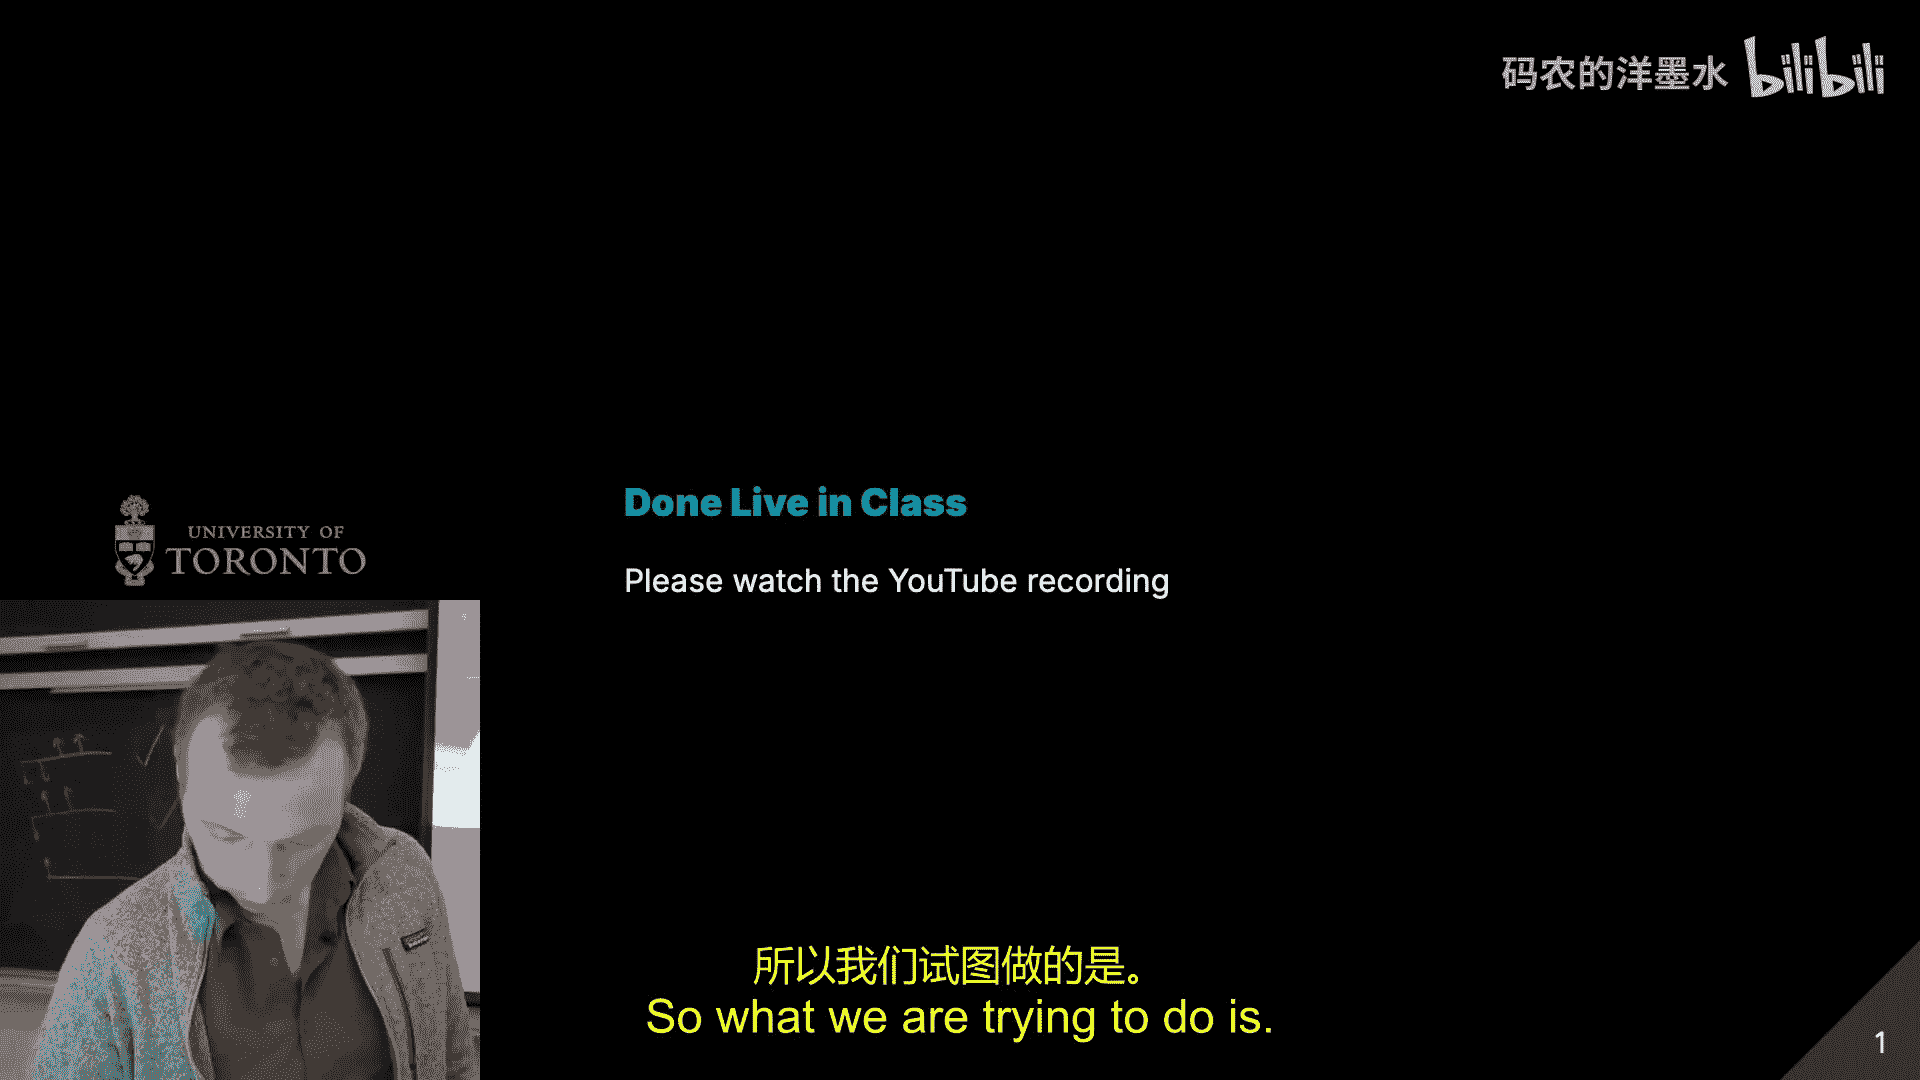 码农的洋墨水 bilibili
Done Live in Class
UNIVERSITY OF
TORONTO
Please watch the YouTube recording
所以我们试图做的是。
So what we are trying to do is.
1